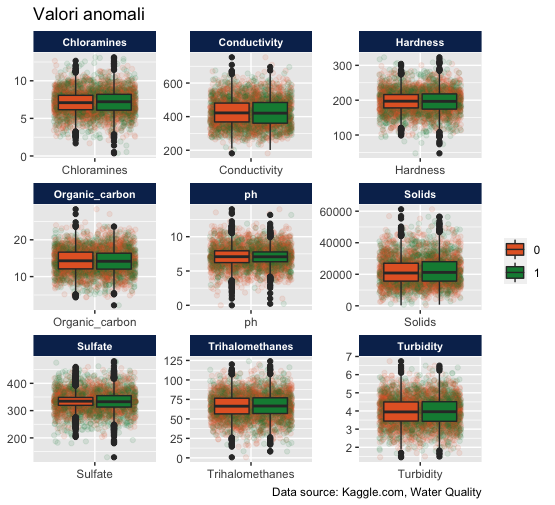 Valori anomali
Chloramines
Conductivity
Hardness
10
5
0
600
400
200
300
200
100
Chloramines
Conductivity
Hardness
Organic_carbon
ph
Solids
20
10
10
5
0
60000
40000
20000
0
Organic_carbon
ph
Solids
0
1
Sulfate
Trihalomethanes
Turbidity
400
300
200
125
100
75
50
25
0
7
6
5
4
3
2
Sulfate
Trihalomethanes
Turbidity
Data source: Kaggle.com, Water Quality